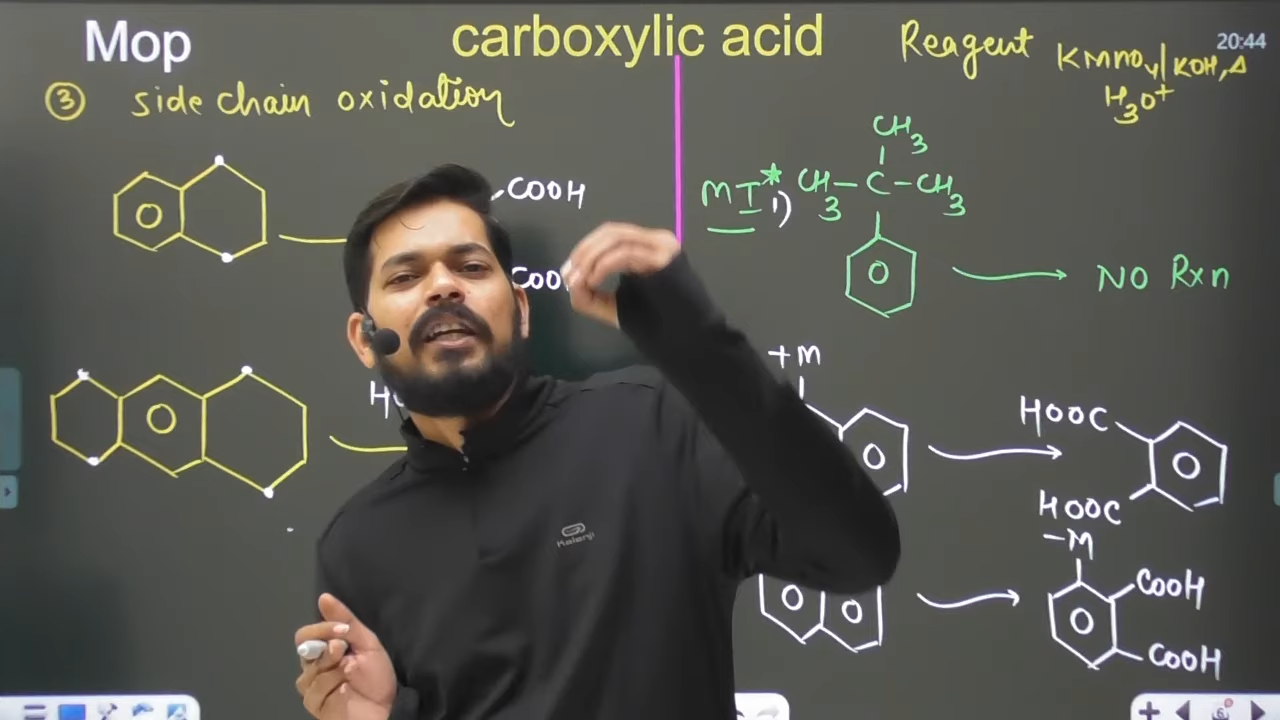 Mop
carboxylic acid
Reagent KMnO4/KOH, Δ
H3O+
20:44
③ side chain oxidation
COOH
COO
MI* 1) CH3-C-CH3
CH3
NO Rxn
+M
HOOC
HOOC
-M
COOH
COOH
Kalenji